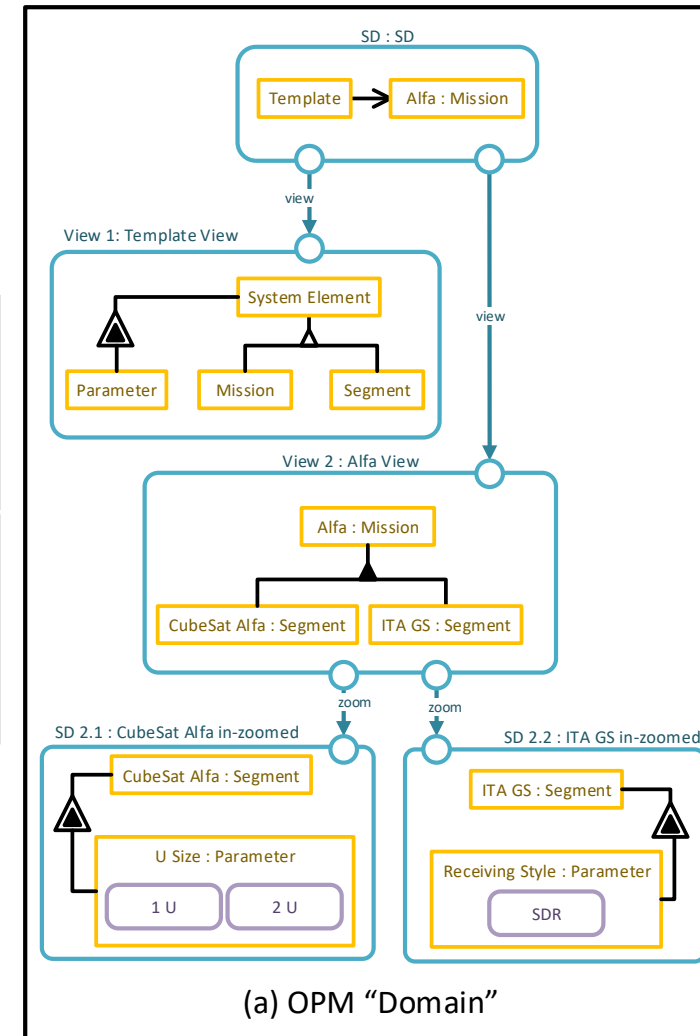 SD : SD
Template
Alfa : Mission
view
View 1: Template View
System Element
Parameter
Mission
Segment
view
View 2 : Alfa View
Alfa : Mission
CubeSat Alfa : Segment
ITA GS : Segment
zoom
zoom
SD 2.1 : CubeSat Alfa in-zoomed
CubeSat Alfa : Segment
U Size : Parameter
1 U
2 U
SD 2.2 : ITA GS in-zoomed
ITA GS : Segment
Receiving Style : Parameter
SDR
(a) OPM “Domain”